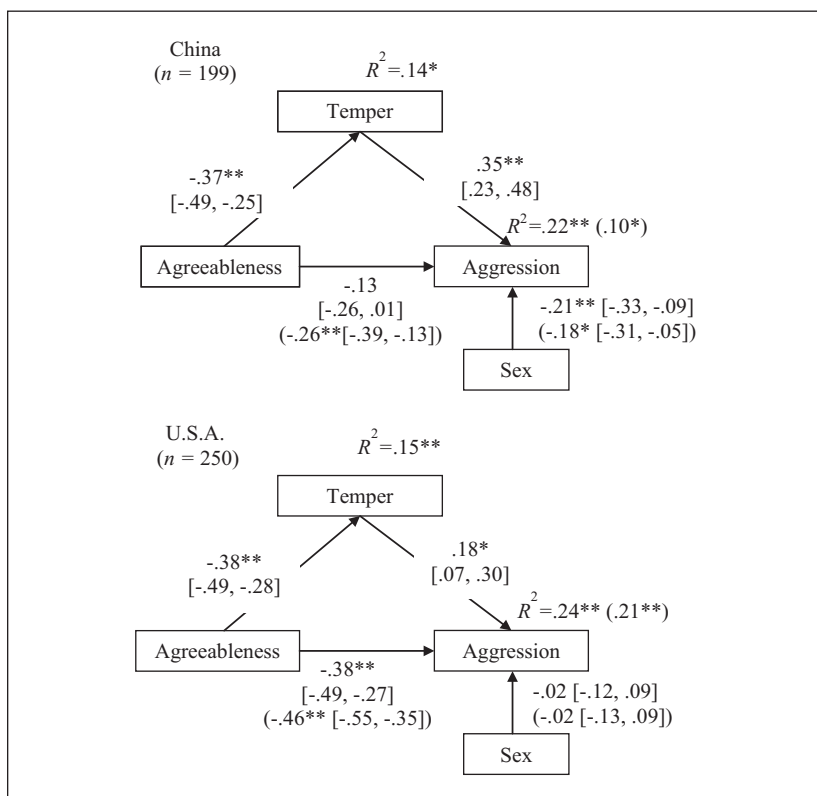 China
(n = 199)
R²=.14*
Temper
-.37**
[-.49, -.25]
.35**
[.23, .48]
R²=.22** (.10*)
Agreeableness
Aggression
-.13
[-.26, .01]
(-.26**[-.39, -.13])
-.21** [-.33, -.09]
(-.18* [-.31, -.05])
Sex
U.S.A.
(n = 250)
R²=.15**
Temper
-.38**
[-.49, -.28]
.18*
[.07, .30]
R²=.24** (.21**)
Agreeableness
Aggression
-.38**
[-.49, -.27]
(-.46** [-.55, -.35])
-.02 [-.12, .09]
(-.02 [-.13, .09])
Sex